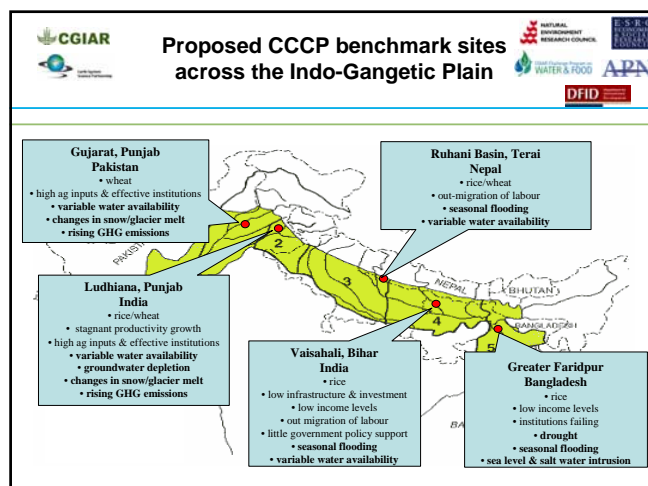 CGIAR
Earth System
Science Partnership
Proposed CCCP benchmark sites
across the Indo-Gangetic Plain
NATURAL
ENVIRONMENT
RESEARCH COUNCIL
E·S·R·C
WATER & FOOD
APN
DFID
Gujarat, Punjab
Pakistan
• wheat
• high ag inputs & effective institutions
• variable water availability
• changes in snow/glacier melt
• rising GHG emissions
Ruhani Basin, Terai
Nepal
• rice/wheat
• out-migration of labour
• seasonal flooding
• variable water availability
PAKIST
2
3
4
5
NEPAL
BHUTAN
BANGLADESH
BA
Ludhiana, Punjab
India
• rice/wheat
• stagnant productivity growth
• high ag inputs & effective institutions
• variable water availability
• groundwater depletion
• changes in snow/glacier melt
• rising GHG emissions
Vaisahali, Bihar
India
• rice
• low infrastructure & investment
• low income levels
• out migration of labour
• little government policy support
• seasonal flooding
• variable water availability
Greater Faridpur
Bangladesh
• rice
• low income levels
• institutions failing
• drought
• seasonal flooding
• sea level & salt water intrusion